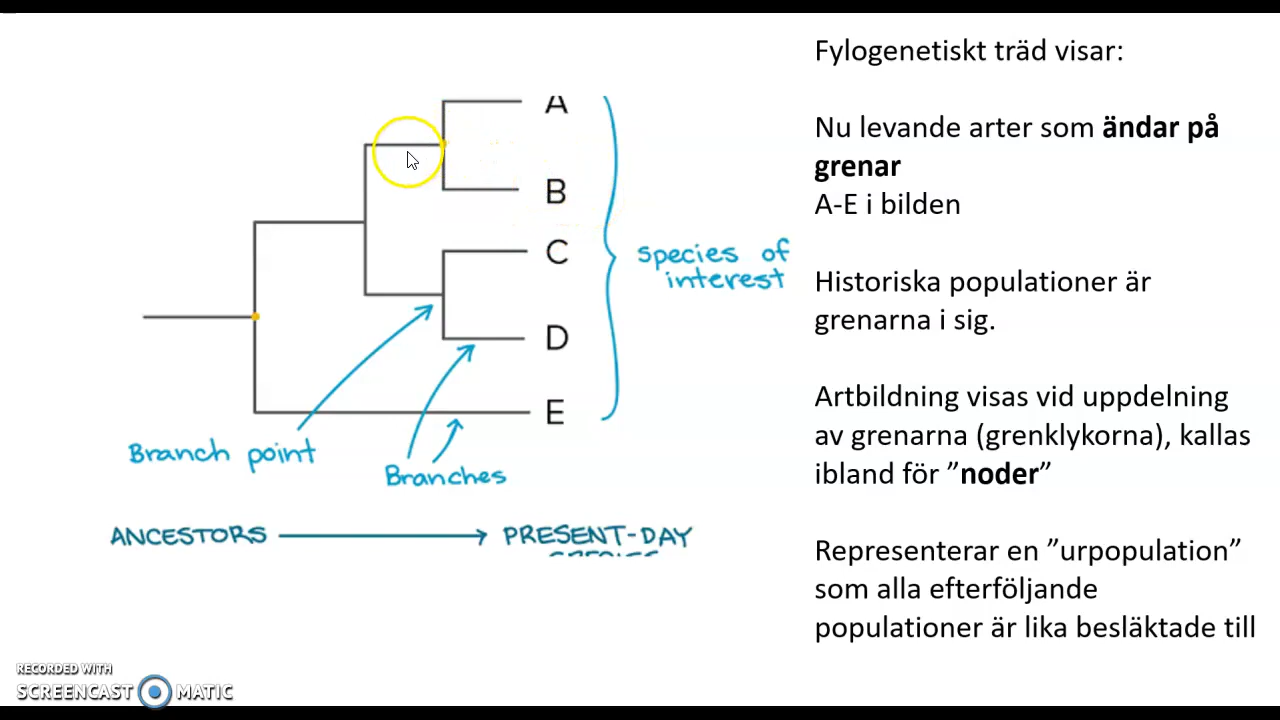 A
B
C
D
E
species of
interest
Branch point
Branches
ANCESTORS
PRESENT-DAY
Fylogenetiskt träd visar:
Nu levande arter som ändar på
grenar
A-E i bilden
Historiska populationer är
grenarna i sig.
Artbildning visas vid uppdelning
av grenarna (grenklykorna), kallas
ibland för ”noder”
Representerar en ”urpopulation”
som alla efterföljande
populationer är lika besläktade till
RECORDED WITH
SCREENCAST MATIC